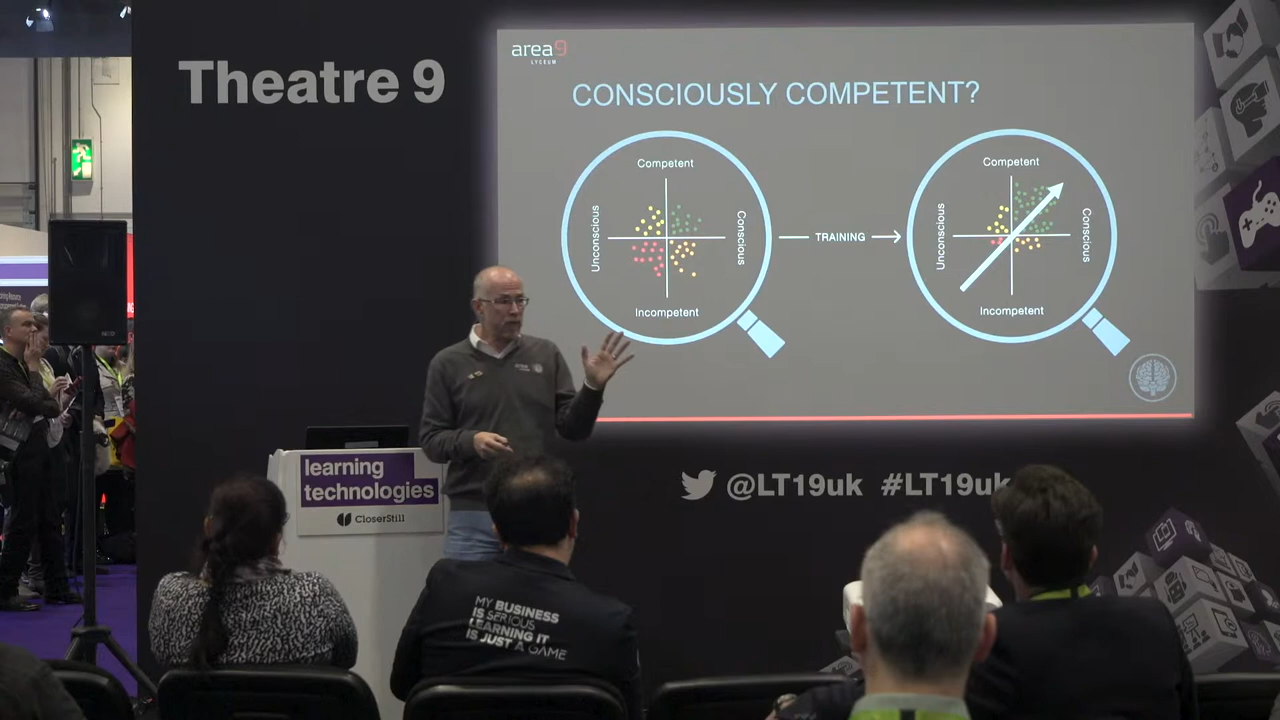 Theatre 9
area9
LYCEUM
CONSCIOUSLY COMPETENT?
Competent
Unconscious
Conscious
Incompetent
TRAINING
Competent
Unconscious
Conscious
Incompetent
learning
technologies
CloserStill
@LT19uk #LT19uk
MY BUSINESS
IS SERIOUS
LEARNING IT
IS JUST A GAME